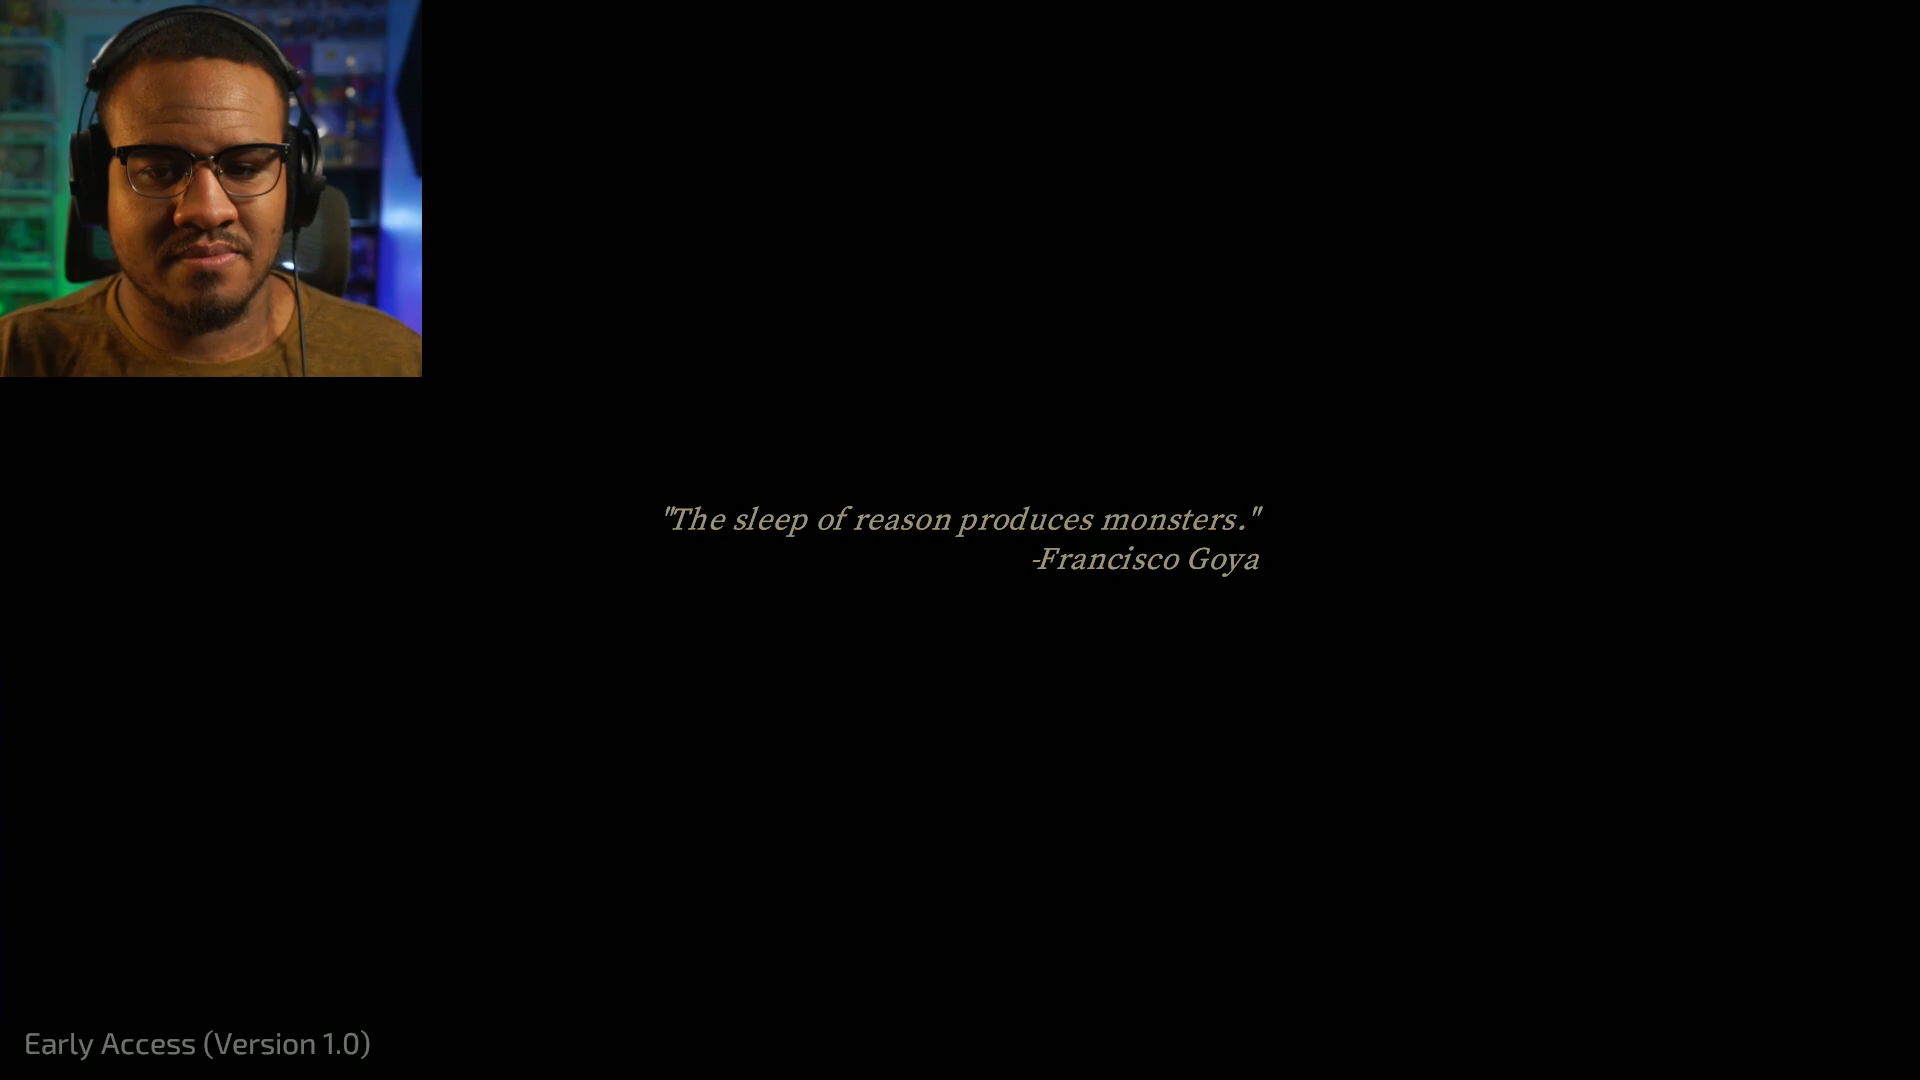 "The sleep of reason produces monsters."
-Francisco Goya
Early Access (Version 1.0)